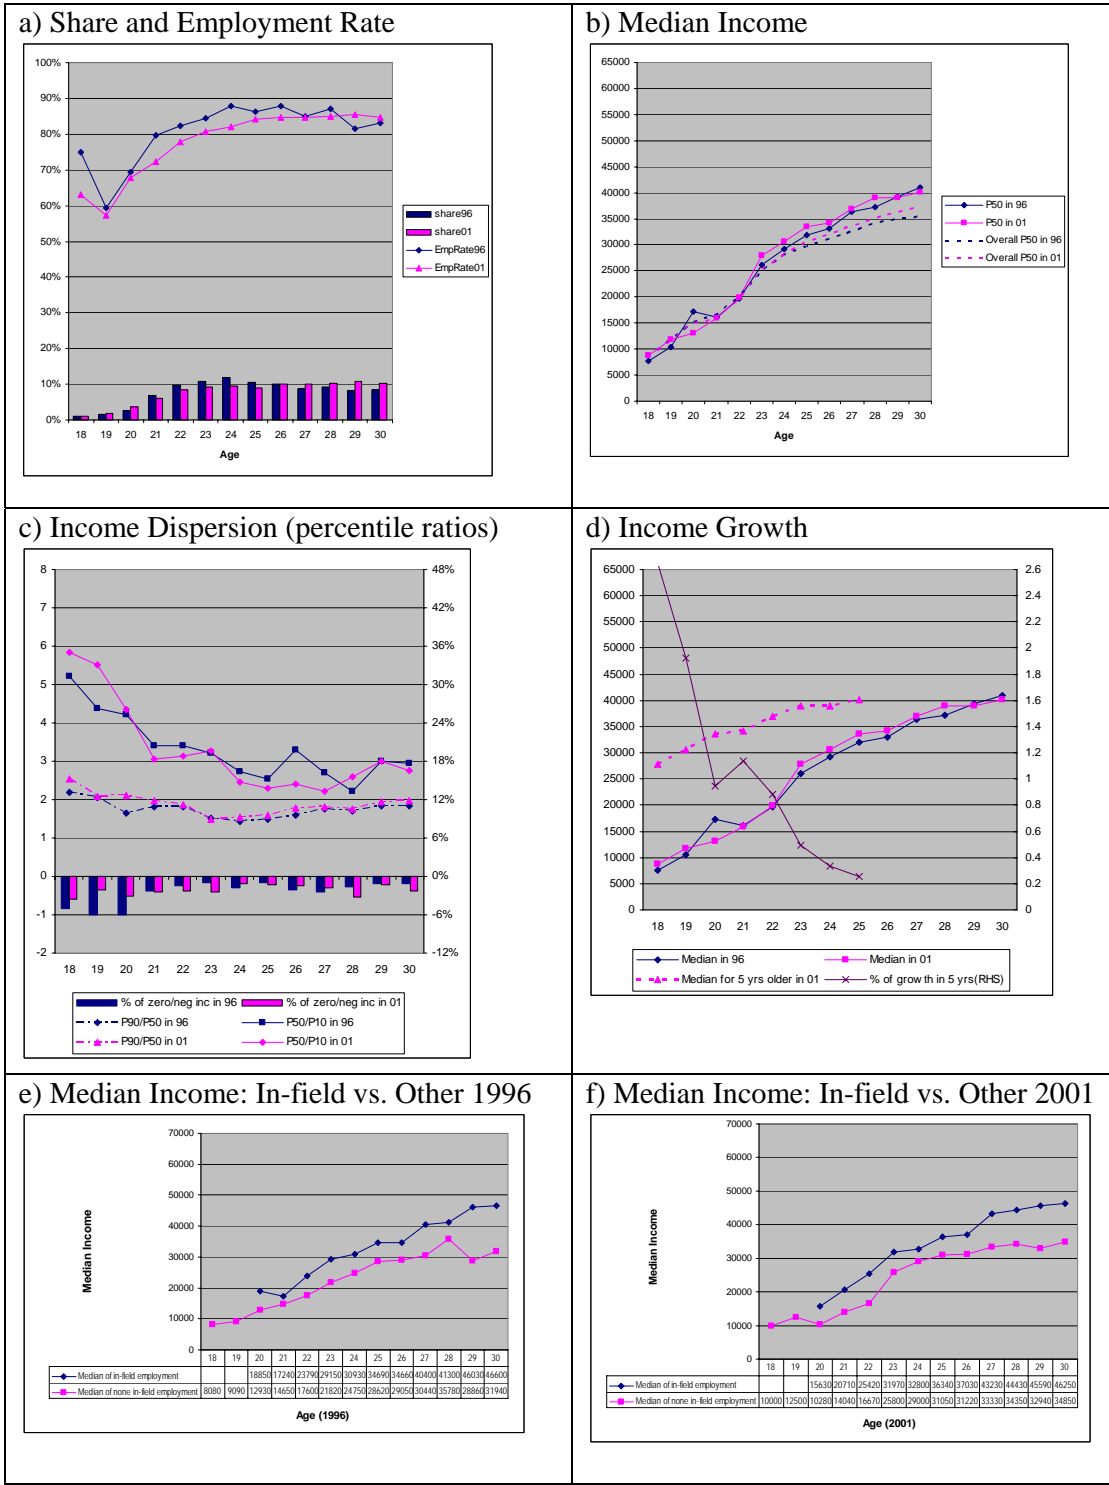 a) Share and Employment Rate
100%
90%
80%
70%
60%
50%
40%
30%
20%
10%
0%
18 19 20 21 22 23 24 25 26 27 28 29 30
Age
share96
share01
EmpRate96
EmpRate01
b) Median Income
65000
60000
55000
50000
45000
40000
35000
30000
25000
20000
15000
10000
5000
0
18 19 20 21 22 23 24 25 26 27 28 29 30
Age
P50 in 96
P50 in 01
Overall P50 in 96
Overall P50 in 01
c) Income Dispersion (percentile ratios)
8 48%
7 42%
6 36%
5 30%
4 24%
3 18%
2 12%
1 6%
0 0%
-1 -6%
-2 -12%
18 19 20 21 22 23 24 25 26 27 28 29 30
% of zero/neg inc in 96 % of zero/neg inc in 01
P90/P50 in 96 P50/P10 in 96
P90/P50 in 01 P50/P10 in 01
d) Income Growth
65000 2.6
60000 2.4
55000 2.2
50000 2
45000 1.8
40000 1.6
35000 1.4
30000 1.2
25000 1
20000 0.8
15000 0.6
10000 0.4
5000 0.2
0 0
18 19 20 21 22 23 24 25 26 27 28 29 30
Median in 96 Median in 01
Median for 5 yrs older in 01 % of growth in 5 yrs(RHS)
e) Median Income: In-field vs. Other 1996
Median Income
70000
60000
50000
40000
30000
20000
10000
0
18 19 20 21 22 23 24 25 26 27 28 29 30
Median of in-field employment 18850 17240 23790 29150 30930 34690 34660 40400 41300 46030 46600
Median of none in-field employment 8080 9090 12930 14650 17600 21820 24750 28620 29050 30440 35780 28860 31940
Age (1996)
f) Median Income: In-field vs. Other 2001
Median Income
70000
60000
50000
40000
30000
20000
10000
0
18 19 20 21 22 23 24 25 26 27 28 29 30
Median of in-field employment 15630 20710 25420 31970 32800 36340 37030 43230 44430 45590 46250
Median of none in-field employment 10000 12500 10280 14040 16670 25800 29000 31050 31220 33330 34350 32940 34850
Age (2001)